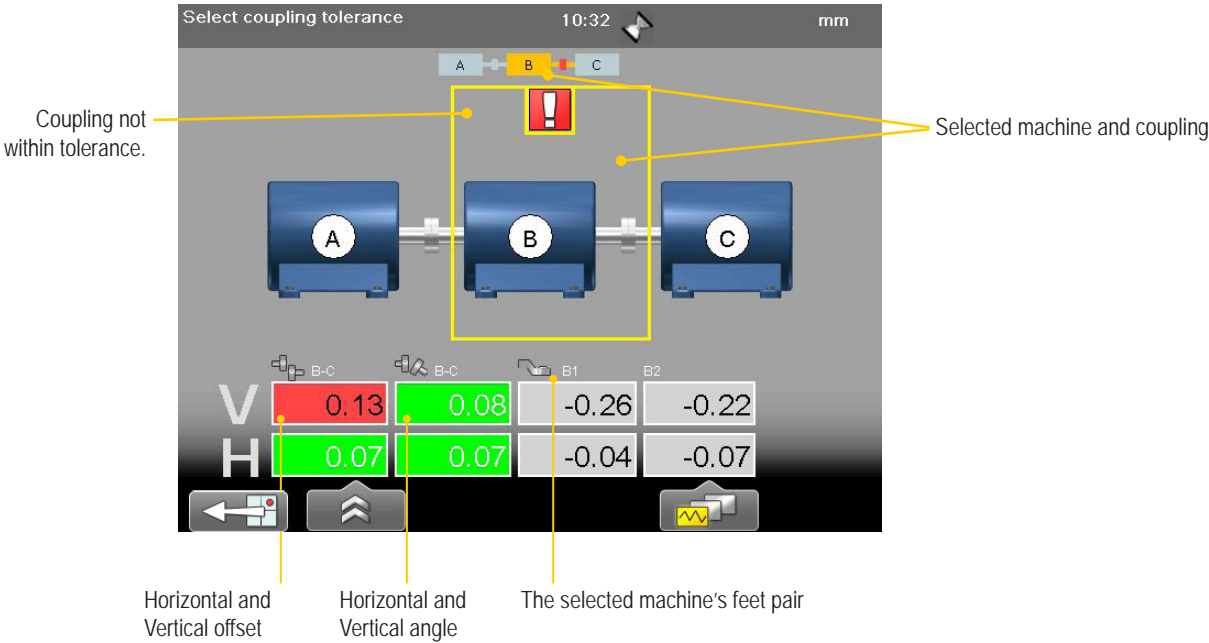 Select coupling tolerance 10:32 mm
A B C
Coupling not
within tolerance.
Selected machine and coupling
A B C
B-C B-C B1 B2
V 0.13 0.08 -0.26 -0.22
H 0.07 0.07 -0.04 -0.07
Horizontal and
Vertical offset
Horizontal and
Vertical angle
The selected machine's feet pair